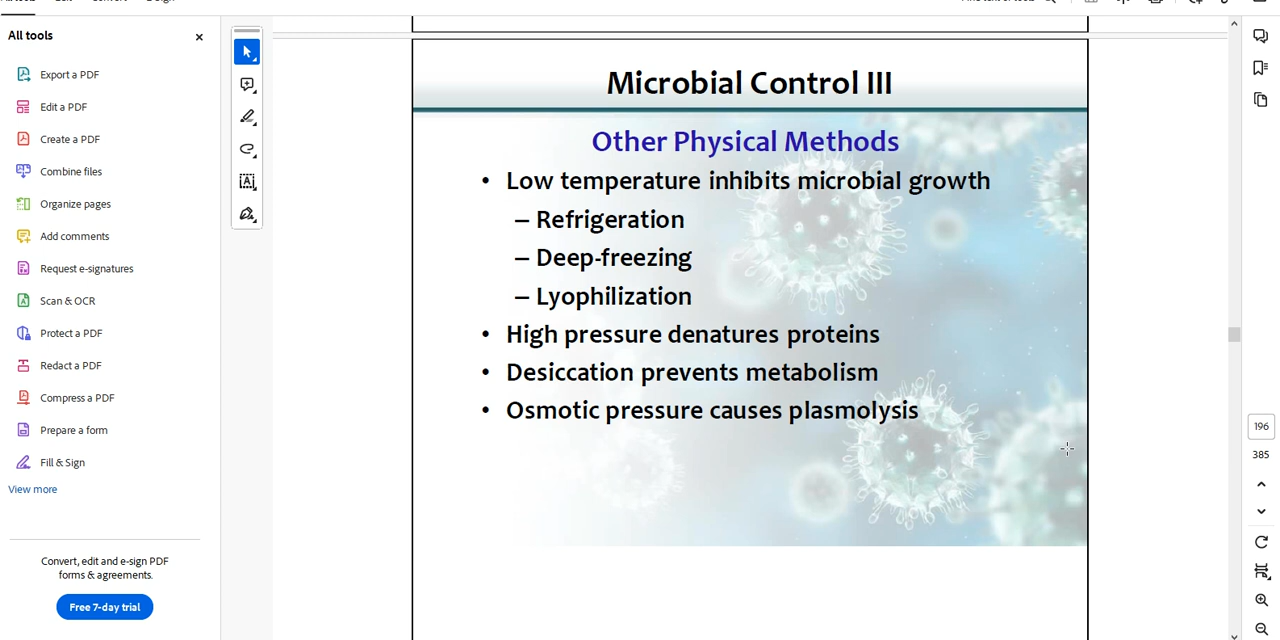 All tools
Export a PDF
Edit a PDF
Create a PDF
Combine files
Organize pages
Add comments
Request e-signatures
Scan & OCR
Protect a PDF
Redact a PDF
Compress a PDF
Prepare a form
Fill & Sign
View more
Convert, edit and e-sign PDF
forms & agreements.
Free 7-day trial
Microbial Control III
Other Physical Methods
• Low temperature inhibits microbial growth
– Refrigeration
– Deep-freezing
– Lyophilization
• High pressure denatures proteins
• Desiccation prevents metabolism
• Osmotic pressure causes plasmolysis
196
385